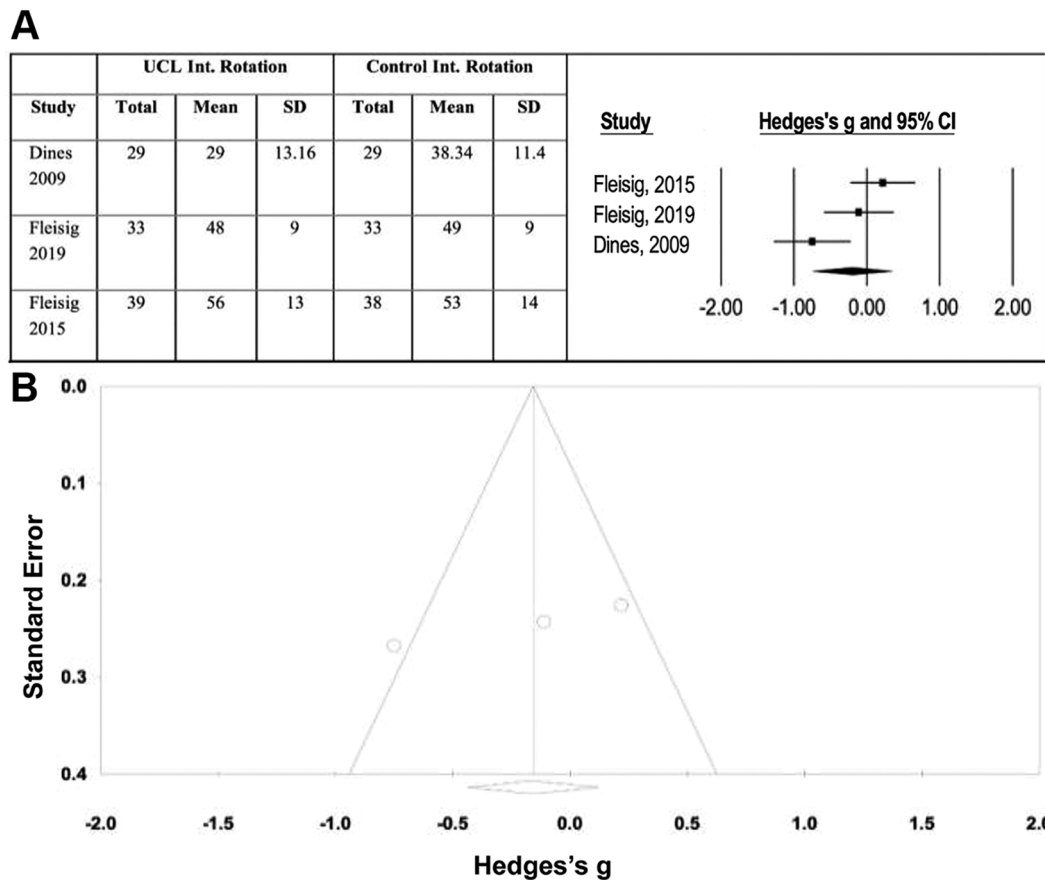 A
UCL Int. Rotation Control Int. Rotation
Study Total Mean SD Total Mean SD
Dines 2009 29 29 13.16 29 38.34 11.4
Fleisig 2019 33 48 9 33 49 9
Fleisig 2015 39 56 13 38 53 14
Study Hedges's g and 95% CI
Fleisig, 2015
Fleisig, 2019
Dines, 2009
-2.00 -1.00 0.00 1.00 2.00
B
Standard Error
0.0
0.1
0.2
0.3
0.4
-2.0 -1.5 -1.0 -0.5 0.0 0.5 1.0 1.5 2.0
Hedges's g